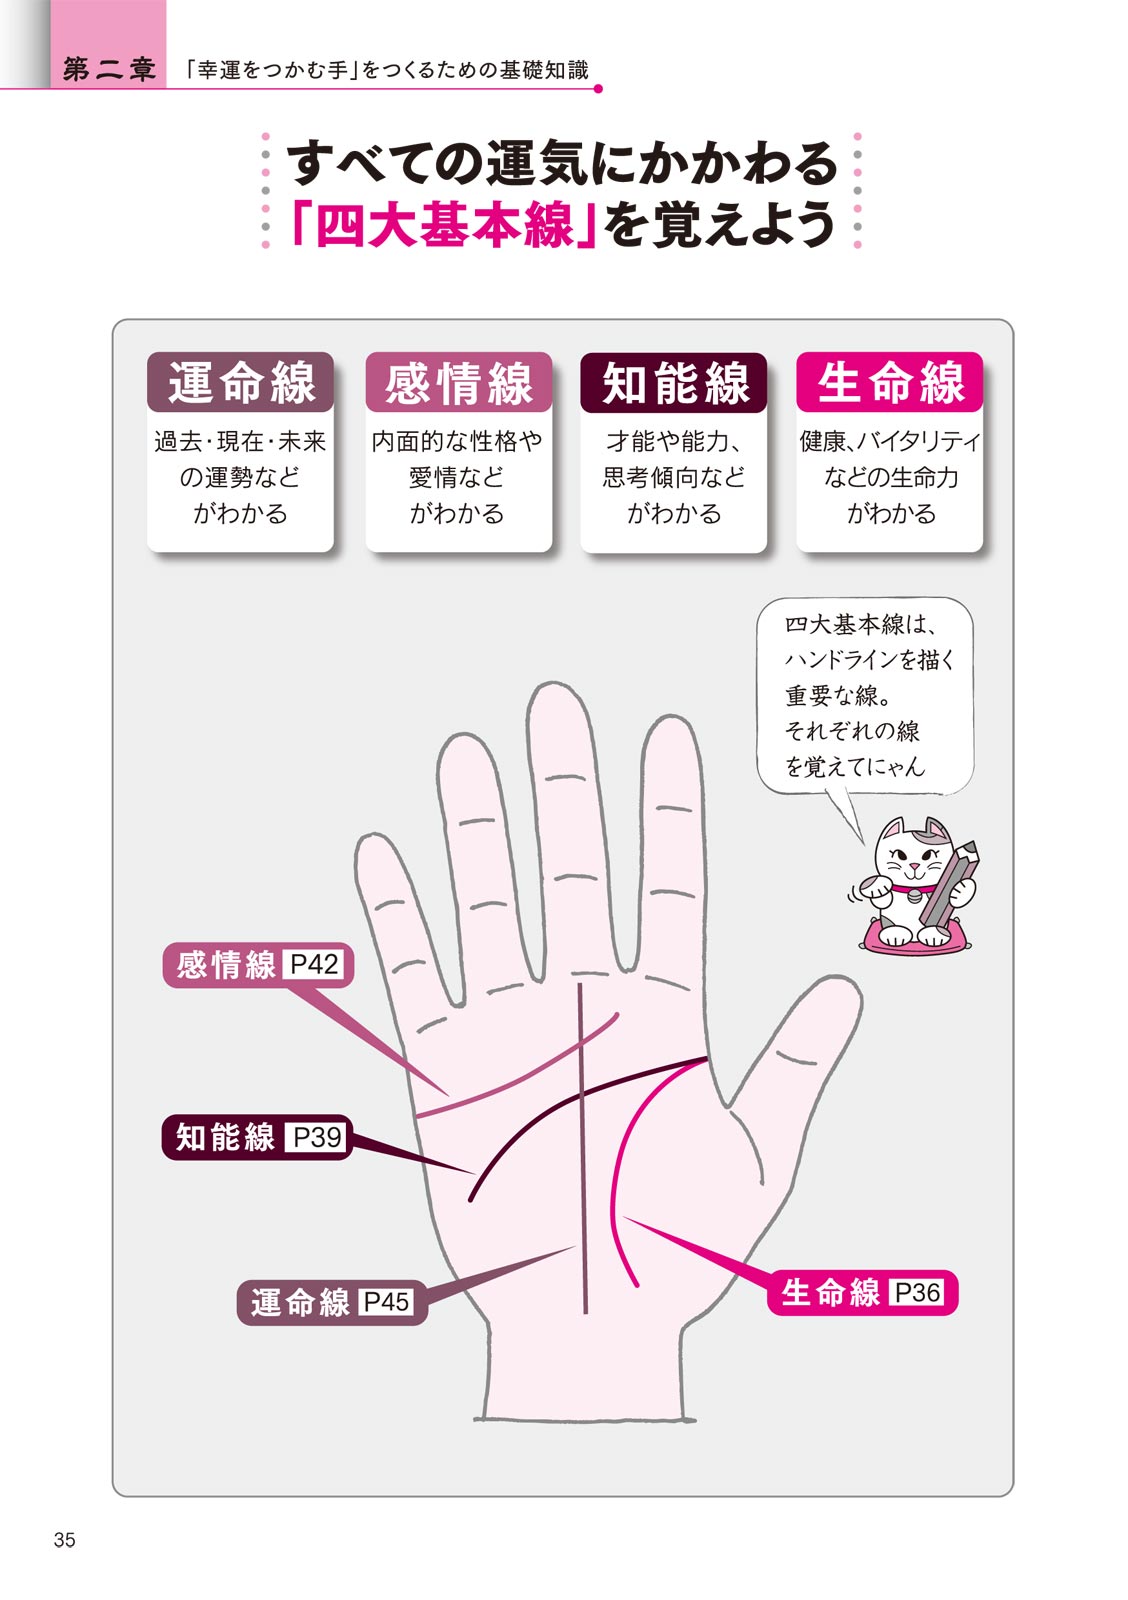 第二章 「幸運をつかむ手」をつくるための基礎知識
すべての運気にかかわる
「四大基本線」を覚えよう
運命線
過去・現在・未来
の運勢など
がわかる
感情線
内面的な性格や
愛情など
がわかる
知能線
才能や能力、
思考傾向など
がわかる
生命線
健康、バイタリティ
などの生命力
がわかる
四大基本線は、
ハンドラインを描く
重要な線。
それぞれの線
を覚えてにゃん
感情線 P42
知能線 P39
運命線 P45
生命線 P36
35